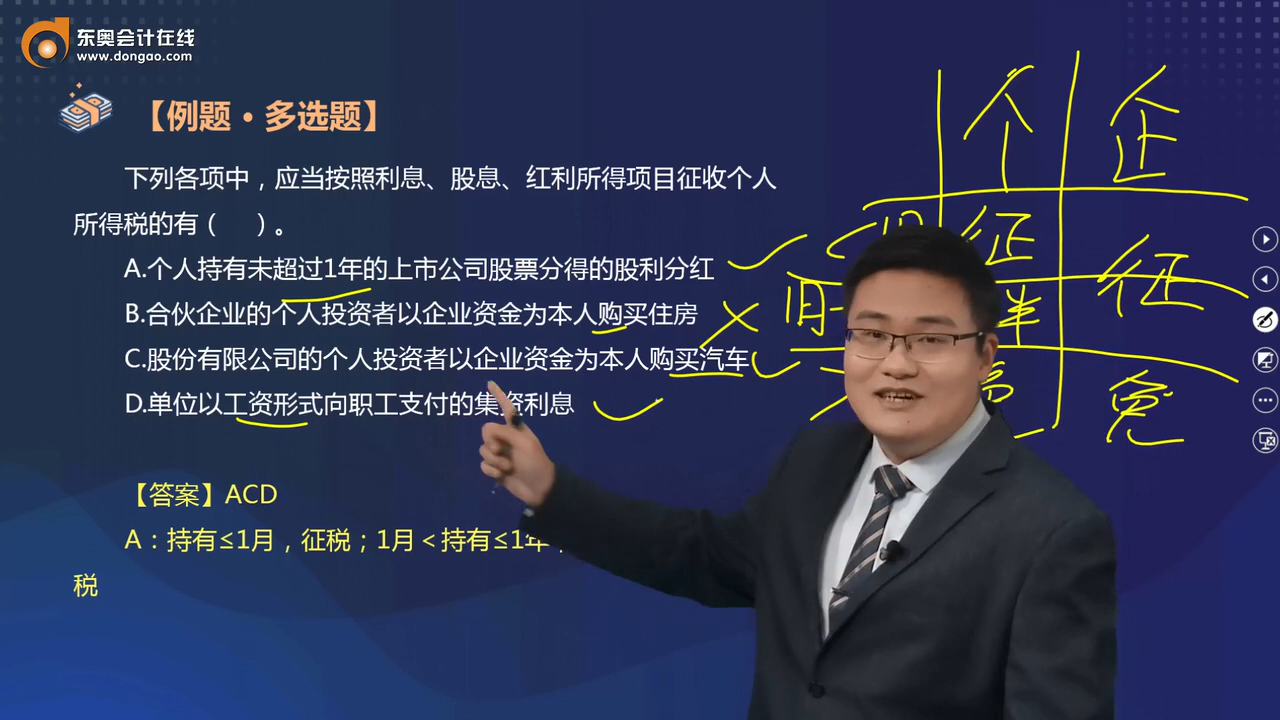 东奥会计在线
www.dongao.com
【例题·多选题】
下列各项中，应当按照利息、股息、红利所得项目征收个人
所得税的有（ ）。
A.个人持有未超过1年的上市公司股票分得的股利分红
B.合伙企业的个人投资者以企业资金为本人购买住房
C.股份有限公司的个人投资者以企业资金为本人购买汽车
D.单位以工资形式向职工支付的集资利息
【答案】ACD
A：持有≤1月，征税；1月＜持有≤1年
税
个 企
征
征
半
免